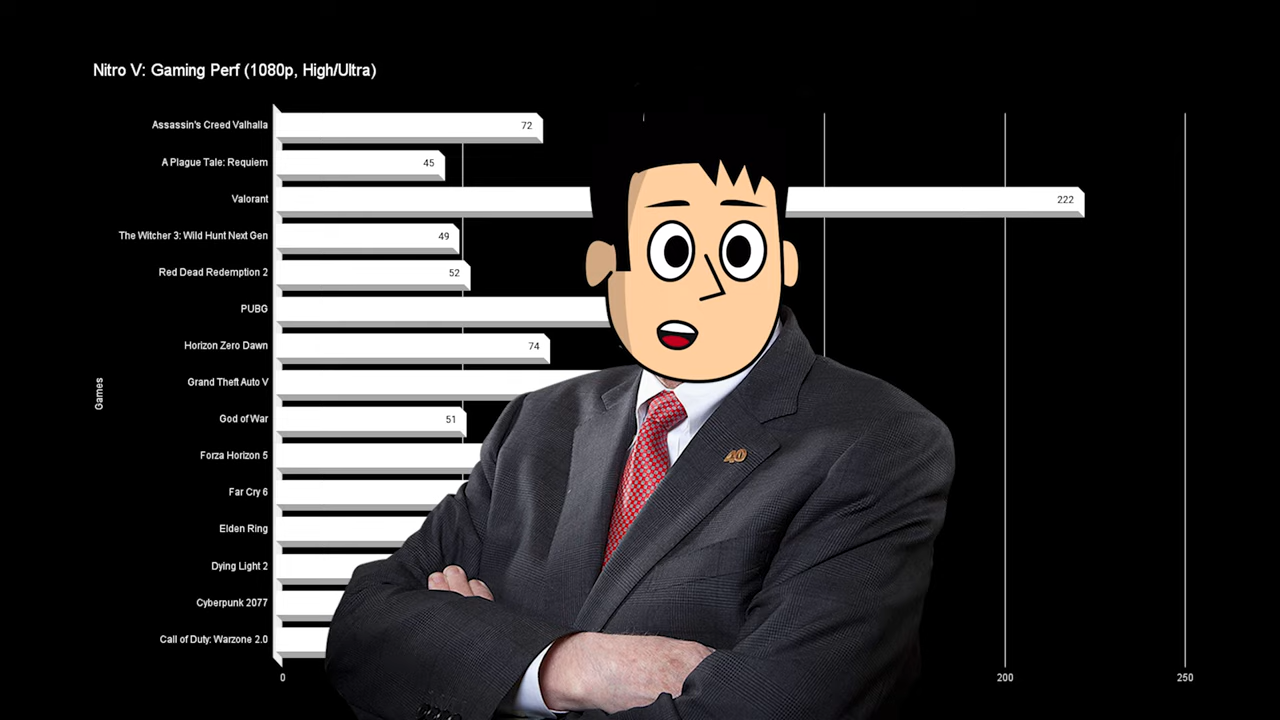 Nitro V: Gaming Perf (1080p, High/Ultra)
Assassin's Creed Valhalla 72
A Plague Tale: Requiem 45
Valorant 222
The Witcher 3: Wild Hunt Next Gen 49
Red Dead Redemption 2 52
PUBG
Horizon Zero Dawn 74
Grand Theft Auto V
God of War 51
Forza Horizon 5
Far Cry 6
Elden Ring
Dying Light 2
Cyberpunk 2077
Call of Duty: Warzone 2.0
Games
0 200 250
40